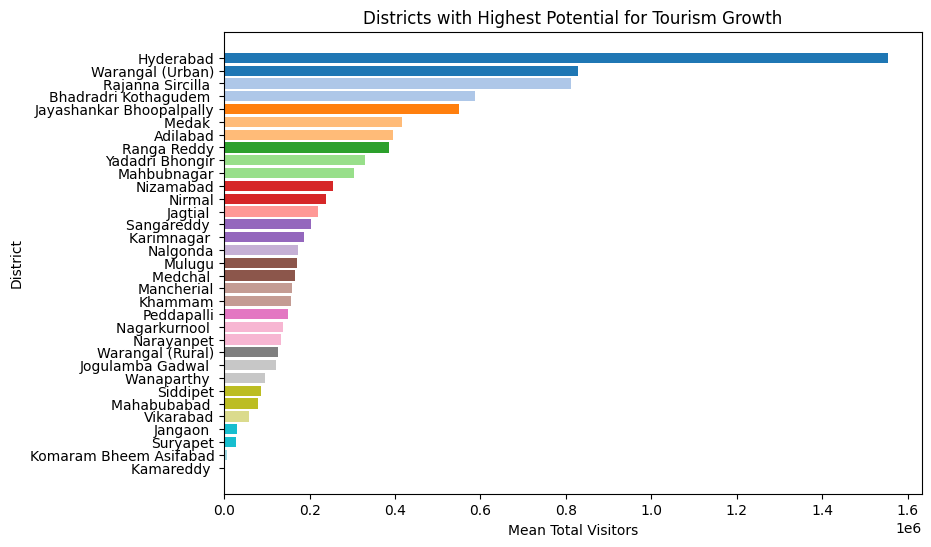 Districts with Highest Potential for Tourism Growth
District
Hyderabad
Warangal (Urban)
Rajanna Sircilla
Bhadradri Kothagudem
Jayashankar Bhoopalpally
Medak
Adilabad
Ranga Reddy
Yadadri Bhongir
Mahbubnagar
Nizamabad
Nirmal
Jagtial
Sangareddy
Karimnagar
Nalgonda
Mulugu
Medchal
Mancherial
Khammam
Peddapalli
Nagarkurnool
Narayanpet
Warangal (Rural)
Jogulamba Gadwal
Wanaparthy
Siddipet
Mahabubabad
Vikarabad
Jangaon
Suryapet
Komaram Bheem Asifabad
Kamareddy
0.0 0.2 0.4 0.6 0.8 1.0 1.2 1.4 1.6
1e6
Mean Total Visitors